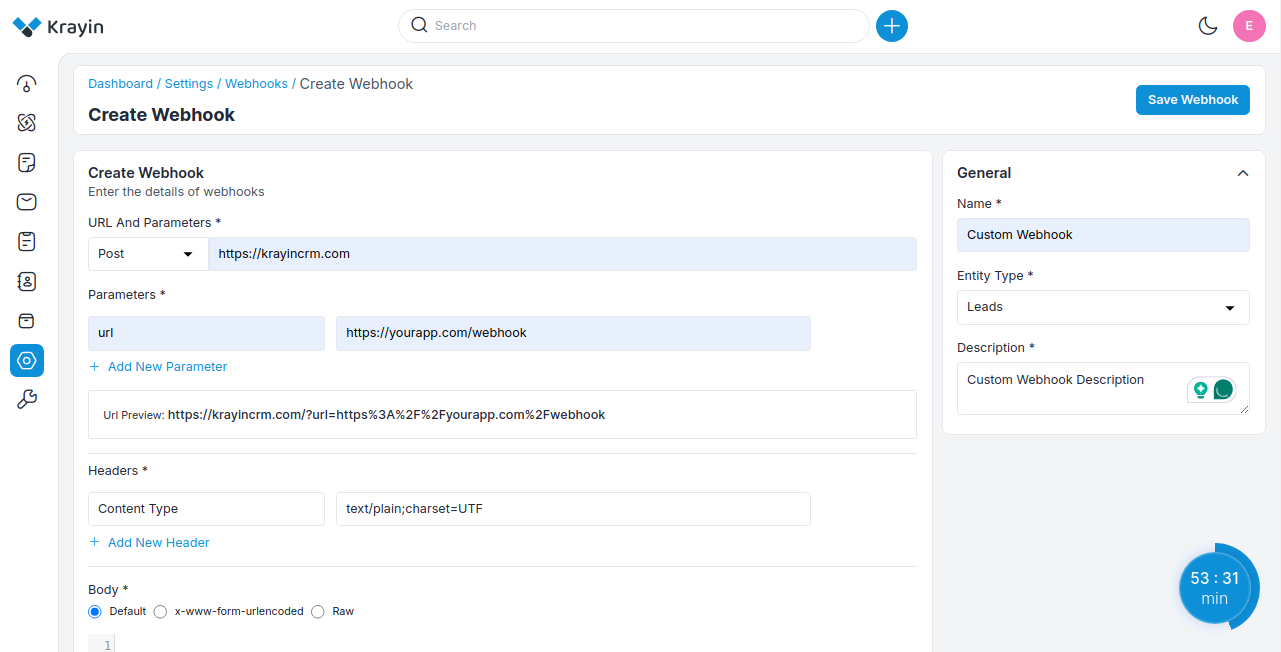 Krayin
Search
E
Dashboard / Settings / Webhooks / Create Webhook
Create Webhook
Save Webhook
Create Webhook
Enter the details of webhooks
URL And Parameters *
Post https://krayincrm.com
Parameters *
url https://yourapp.com/webhook
+ Add New Parameter
Url Preview: https://krayincrm.com/?url=https%3A%2F%2Fyourapp.com%2Fwebhook
Headers *
Content Type text/plain;charset=UTF
+ Add New Header
Body *
Default x-www-form-urlencoded Raw
1
General
Name *
Custom Webhook
Entity Type *
Leads
Description *
Custom Webhook Description
53 : 31
min